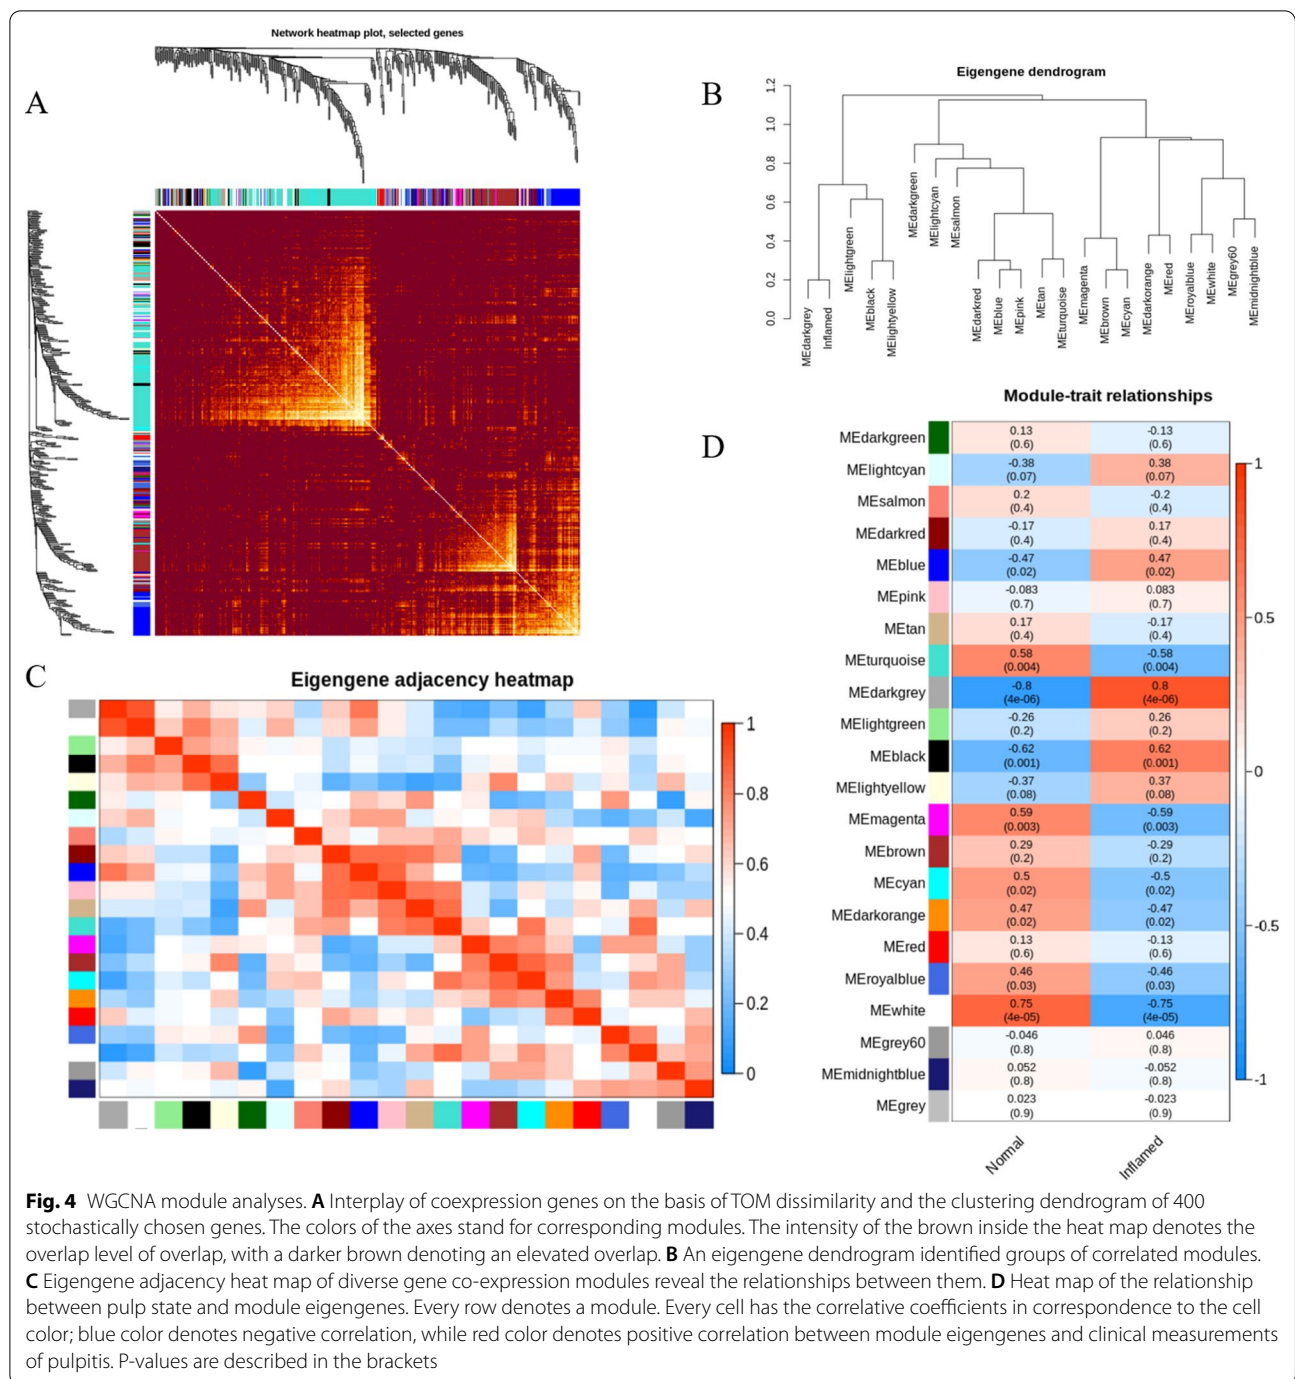 Network heatmap plot, selected genes
A
B
Eigengene dendrogram
1.2
1.0
0.8
0.6
0.4
0.2
0.0
MEdarkgrey
Inflamed
MElightgreen
MEblack
MElightyellow
MEdarkgreen
MElightcyan
MEsalmon
MEdarkred
MEblue
MEpink
MEtan
MEturquoise
MEmagenta
MEbrown
MEcyan
MEdarkorange
MEred
MEroyalblue
MEwhite
MEgrey60
MEmidnightblue
C
Eigengene adjacency heatmap
1
0.8
0.6
0.4
0.2
0
D
Module-trait relationships
MEdarkgreen 0.13 -0.13
(0.6) (0.6)
MElightcyan -0.38 0.38
(0.07) (0.07)
MEsalmon 0.2 -0.2
(0.4) (0.4)
MEdarkred -0.17 0.17
(0.4) (0.4)
MEblue -0.47 0.47
(0.02) (0.02)
MEpink -0.083 0.083
(0.7) (0.7)
MEtan 0.17 -0.17
(0.4) (0.4)
MEturquoise 0.58 -0.58
(0.004) (0.004)
MEdarkgrey -0.8 0.8
(4e-06) (4e-06)
MElightgreen -0.26 0.26
(0.2) (0.2)
MEblack -0.62 0.62
(0.001) (0.001)
MElightyellow -0.37 0.37
(0.08) (0.08)
MEmagenta 0.59 -0.59
(0.003) (0.003)
MEbrown 0.29 -0.29
(0.2) (0.2)
MEcyan 0.5 -0.5
(0.02) (0.02)
MEdarkorange 0.47 -0.47
(0.02) (0.02)
MEred 0.13 -0.13
(0.6) (0.6)
MEroyalblue 0.46 -0.46
(0.03) (0.03)
MEwhite 0.75 -0.75
(4e-05) (4e-05)
MEgrey60 -0.046 0.046
(0.8) (0.8)
MEmidnightblue 0.052 -0.052
(0.8) (0.8)
MEgrey 0.023 -0.023
(0.9) (0.9)
Normal
Inflamed
1
0.5
0
-0.5
-1
Fig. 4 WGCNA module analyses. A Interplay of coexpression genes on the basis of TOM dissimilarity and the clustering dendrogram of 400
stochastically chosen genes. The colors of the axes stand for corresponding modules. The intensity of the brown inside the heat map denotes the
overlap level of overlap, with a darker brown denoting an elevated overlap. B An eigengene dendrogram identified groups of correlated modules.
C Eigengene adjacency heat map of diverse gene co-expression modules reveal the relationships between them. D Heat map of the relationship
between pulp state and module eigengenes. Every row denotes a module. Every cell has the correlative coefficients in correspondence to the cell
color; blue color denotes negative correlation, while red color denotes positive correlation between module eigengenes and clinical measurements
of pulpitis. P-values are described in the brackets